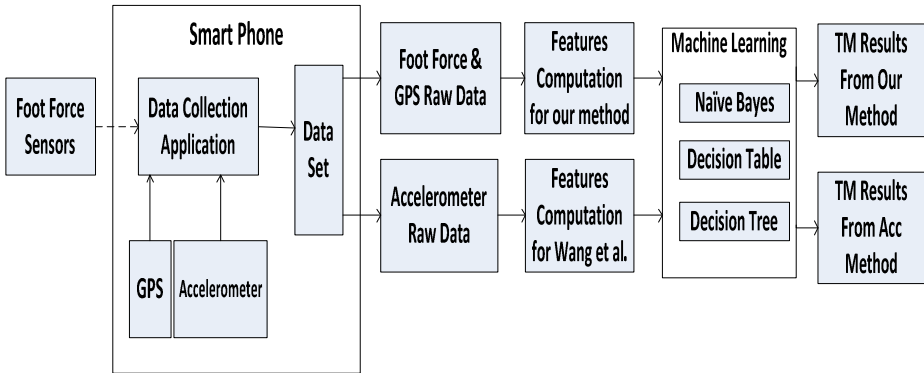 Smart Phone
Foot Force
Sensors
Data Collection
Application
Data
Set
GPS
Accelerometer
Foot Force &
GPS Raw Data
Features
Computation
for our method
Accelerometer
Raw Data
Features
Computation
for Wang et al.
Machine Learning
Naïve Bayes
Decision Table
Decision Tree
TM Results
From Our
Method
TM Results
From Acc
Method